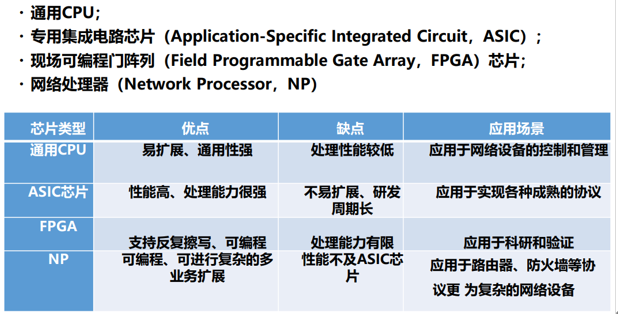 · 通用CPU；
· 专用集成电路芯片（Application-Specific Integrated Circuit，ASIC）；
· 现场可编程门阵列（Field Programmable Gate Array，FPGA）芯片；
· 网络处理器（Network Processor，NP）
芯片类型 优点 缺点 应用场景
通用CPU 易扩展、通用性强 处理性能较低 应用于网络设备的控制和管理
ASIC芯片 性能高、处理能力很强 不易扩展、研发
周期长 应用于实现各种成熟的协议
FPGA 支持反复擦写、可编程 处理能力有限 应用于科研和验证
NP 可编程、可进行复杂的多
业务扩展 性能不及ASIC芯
片 应用于路由器、防火墙等协
议更 为复杂的网络设备